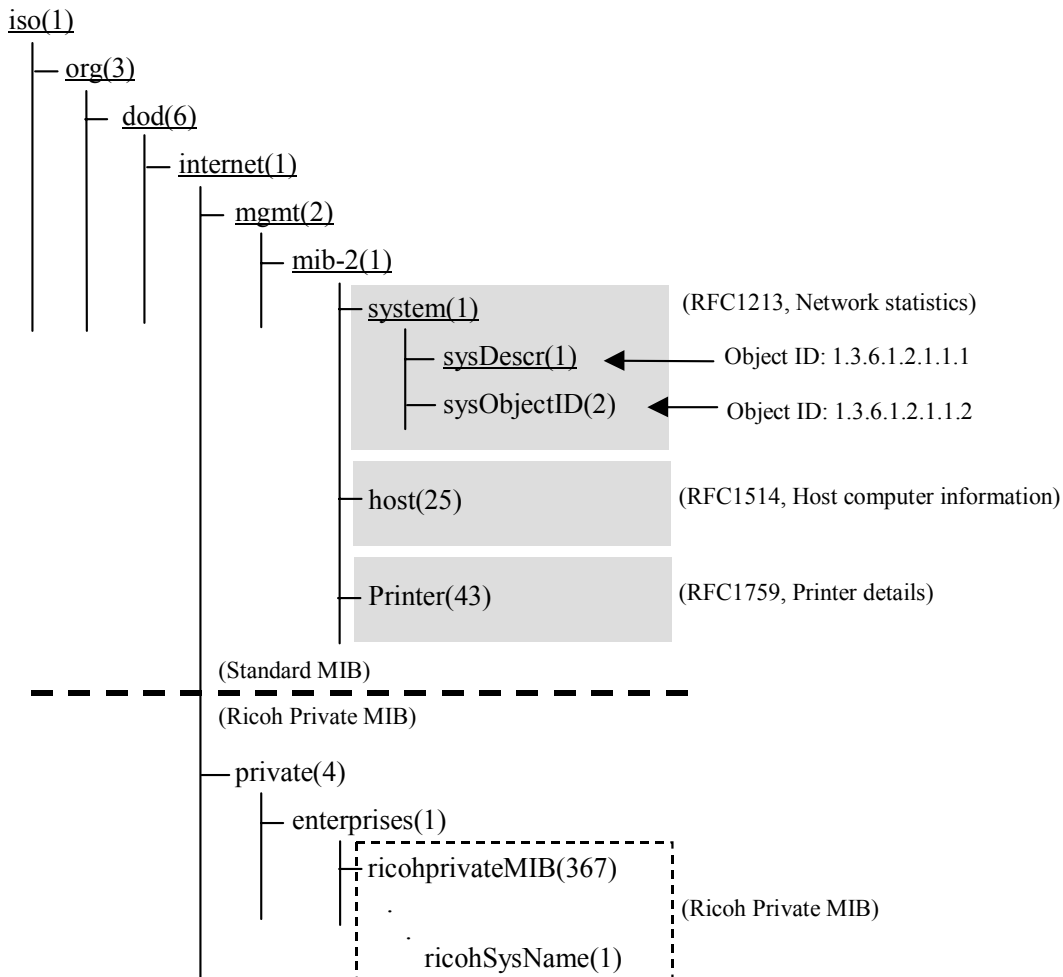 iso(1)
org(3)
dod(6)
internet(1)
mgmt(2)
mib-2(1)
system(1)
(RFC1213, Network statistics)
sysDescr(1)
Object ID: 1.3.6.1.2.1.1.1
sysObjectID(2)
Object ID: 1.3.6.1.2.1.1.2
host(25)
(RFC1514, Host computer information)
Printer(43)
(RFC1759, Printer details)
(Standard MIB)
(Ricoh Private MIB)
private(4)
enterprises(1)
ricohprivateMIB(367)
(Ricoh Private MIB)
ricohSysName(1)